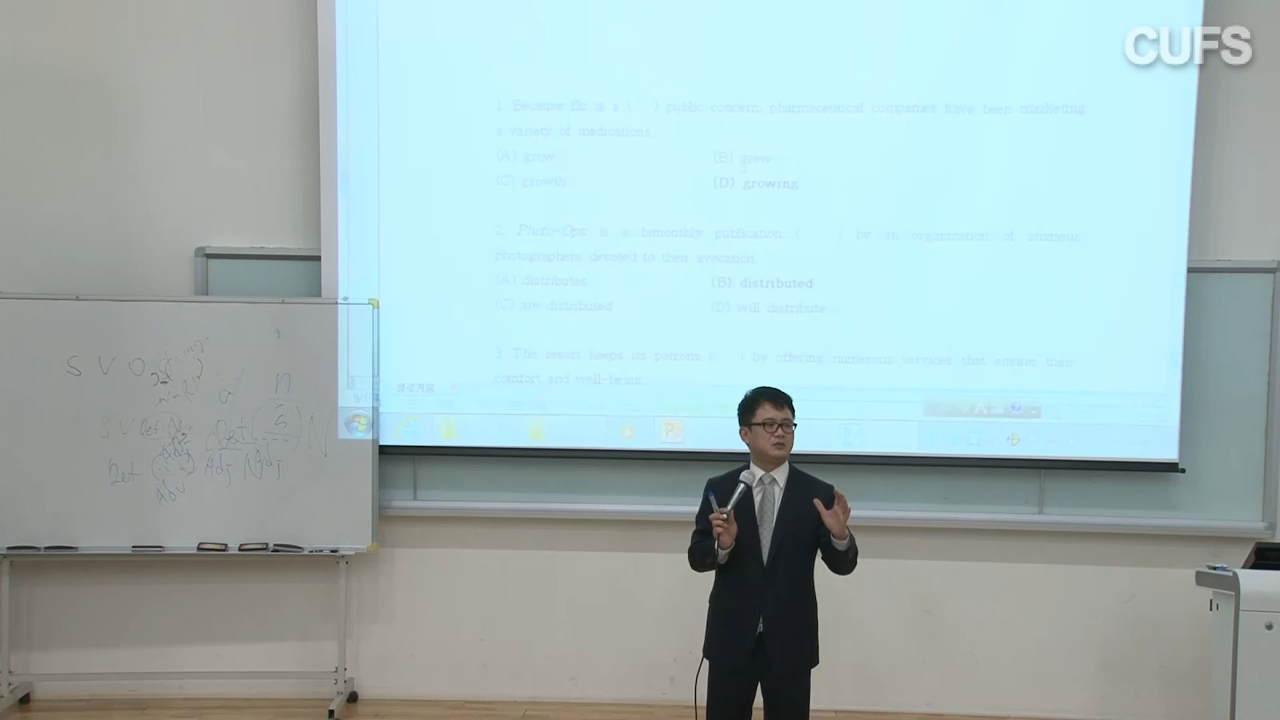 CUFS
1. Because flu is a ( ) public concern, pharmaceutical companies have been marketing
a variety of medications.
(A) grow (B) grew
(C) growth (D) growing
2. Photo-Ops is a bimonthly publication ( ) by an organization of amateur
photographers devoted to their avocation.
(A) distributes (B) distributed
(C) are distributed (D) will distribute
3. The resort keeps its patrons ( ) by offering numerous services that ensure their
comfort and well-being.
S V O
n
S V Det
Det
Det
N
Adj
Adv